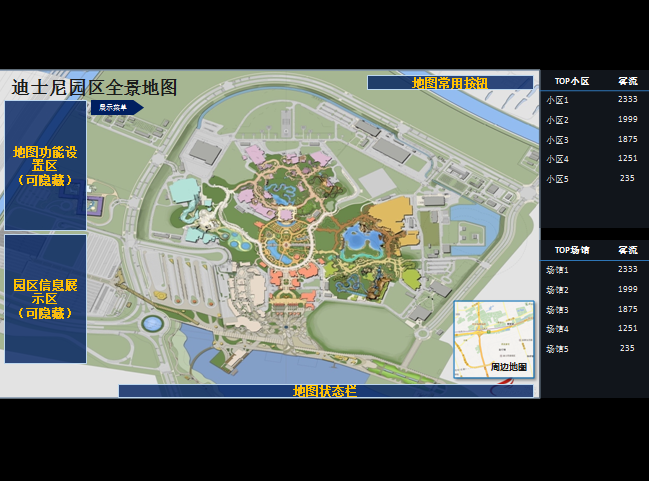 迪士尼园区全景地图
展示菜单
地图常用按钮
地图功能设
置区
（可隐藏）
园区信息展
示区
（可隐藏）
周边地图
地图状态栏
TOP小区 客流
小区1 2333
小区2 1999
小区3 1875
小区4 1251
小区5 235
TOP场馆 客流
场馆1 2333
场馆2 1999
场馆3 1875
场馆4 1251
场馆5 235